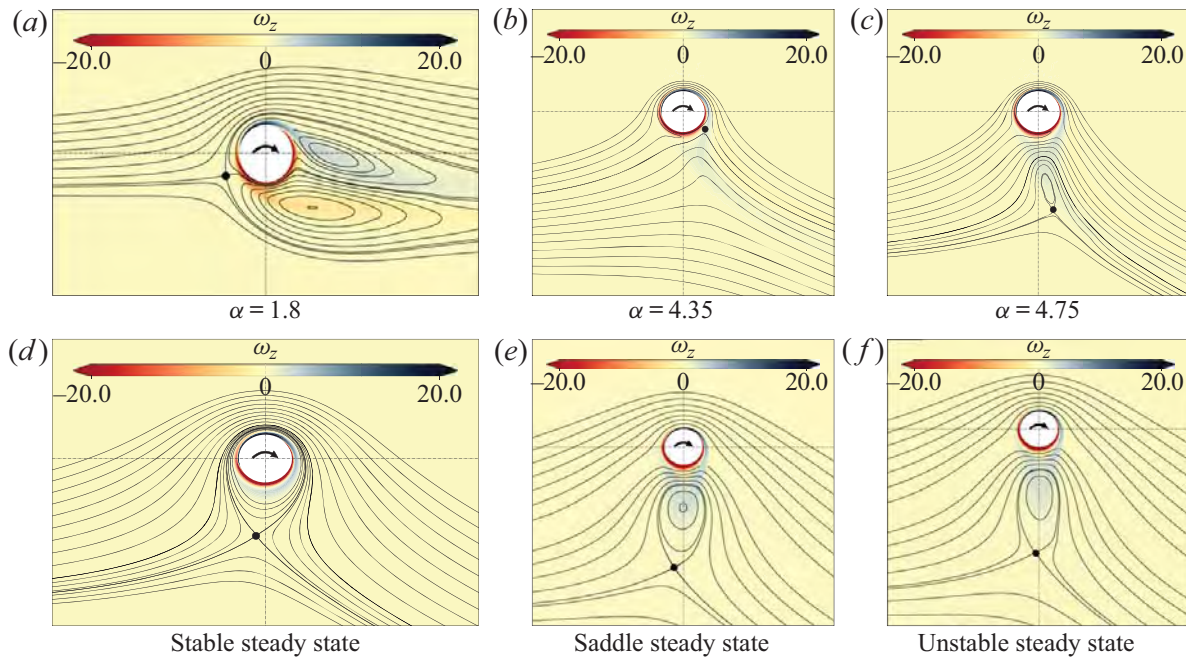 (a) (b) (c)
ω_z ω_z ω_z
–20.0 0 20.0 –20.0 0 20.0 –20.0 0 20.0
α = 1.8 α = 4.35 α = 4.75
(d) (e) (f)
ω_z ω_z ω_z
–20.0 0 20.0 –20.0 0 20.0 –20.0 0 20.0
Stable steady state Saddle steady state Unstable steady state